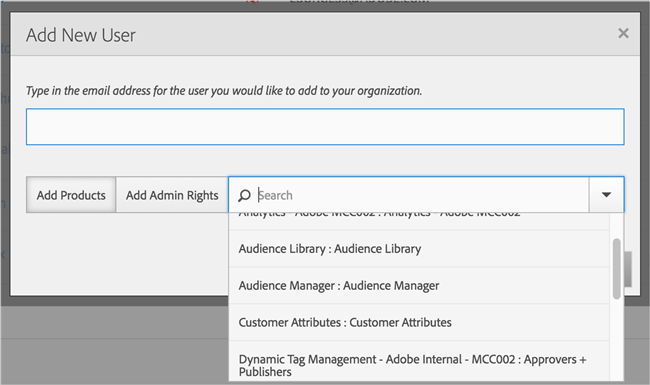 Add New User
×
Type in the email address for the user you would like to add to your organization.
Add Products Add Admin Rights Search
Analytics - Adobe MCC002 : Analytics - Adobe MCC002
Audience Library : Audience Library
Audience Manager : Audience Manager
Customer Attributes : Customer Attributes
Dynamic Tag Management - Adobe Internal - MCC002 : Approvers +
Publishers